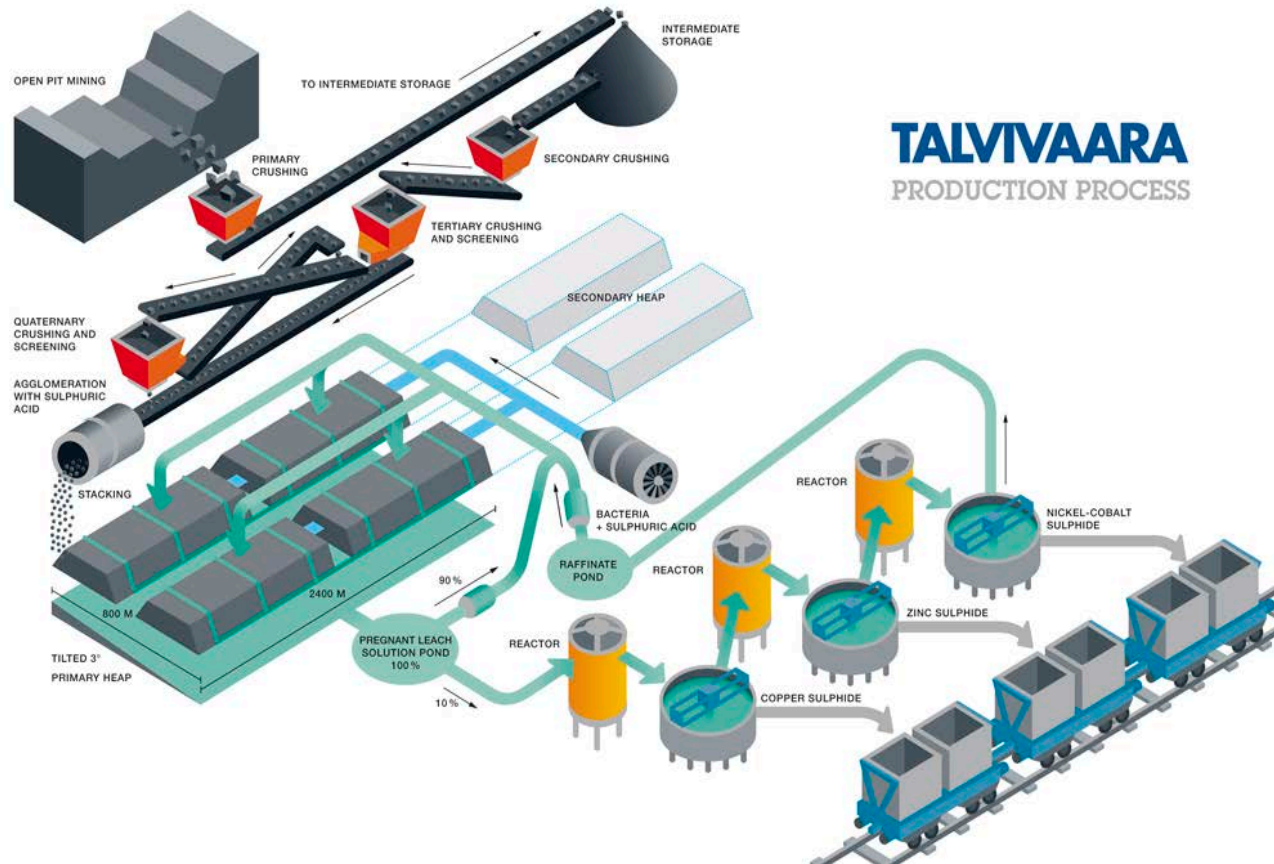 TALVIVAARA
PRODUCTION PROCESS
OPEN PIT MINING
PRIMARY
CRUSHING
TO INTERMEDIATE STORAGE
INTERMEDIATE
STORAGE
SECONDARY CRUSHING
TERTIARY CRUSHING
AND SCREENING
QUATERNARY
CRUSHING AND
SCREENING
AGGLOMERATION
WITH SULPHURIC
ACID
STACKING
SECONDARY HEAP
BACTERIA
+ SULPHURIC ACID
RAFFINATE
POND
90 %
800 M
2400 M
TILTED 3°
PRIMARY HEAP
PREGNANT LEACH
SOLUTION POND
100 %
10 %
REACTOR
COPPER SULPHIDE
REACTOR
ZINC SULPHIDE
REACTOR
NICKEL-COBALT
SULPHIDE